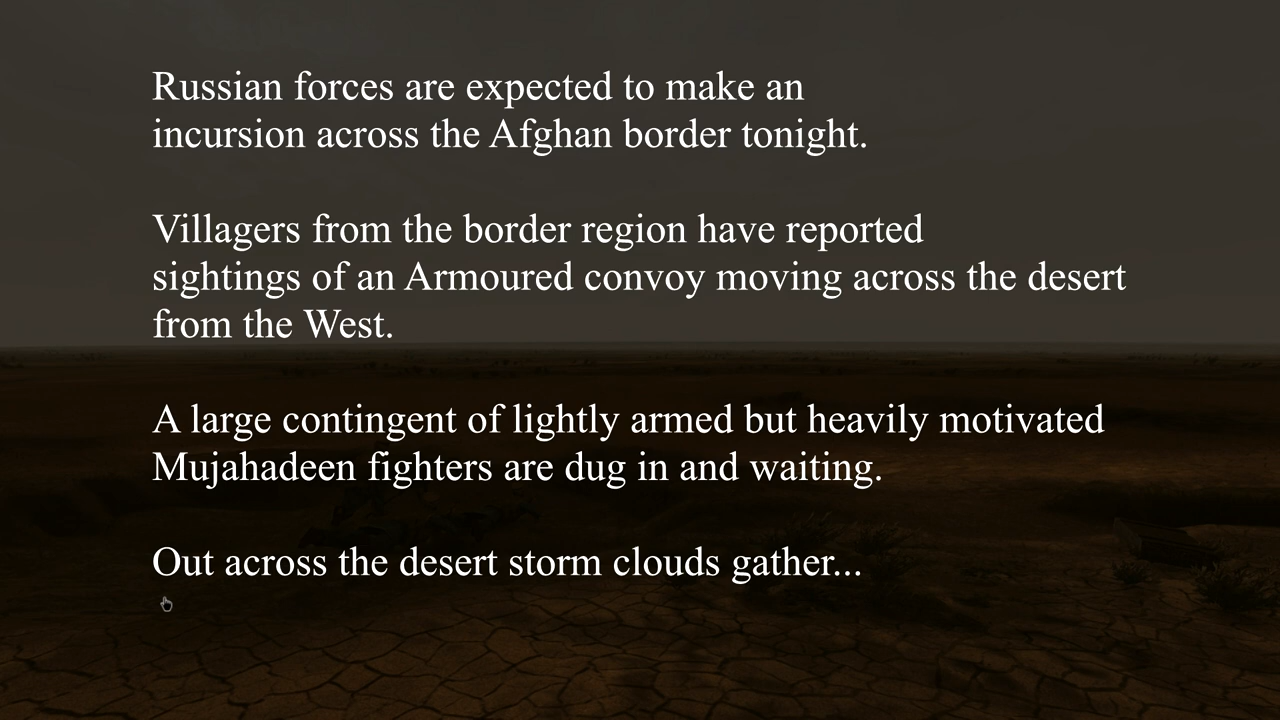 Russian forces are expected to make an
incursion across the Afghan border tonight.
Villagers from the border region have reported
sightings of an Armoured convoy moving across the desert
from the West.
A large contingent of lightly armed but heavily motivated
Mujahadeen fighters are dug in and waiting.
Out across the desert storm clouds gather...